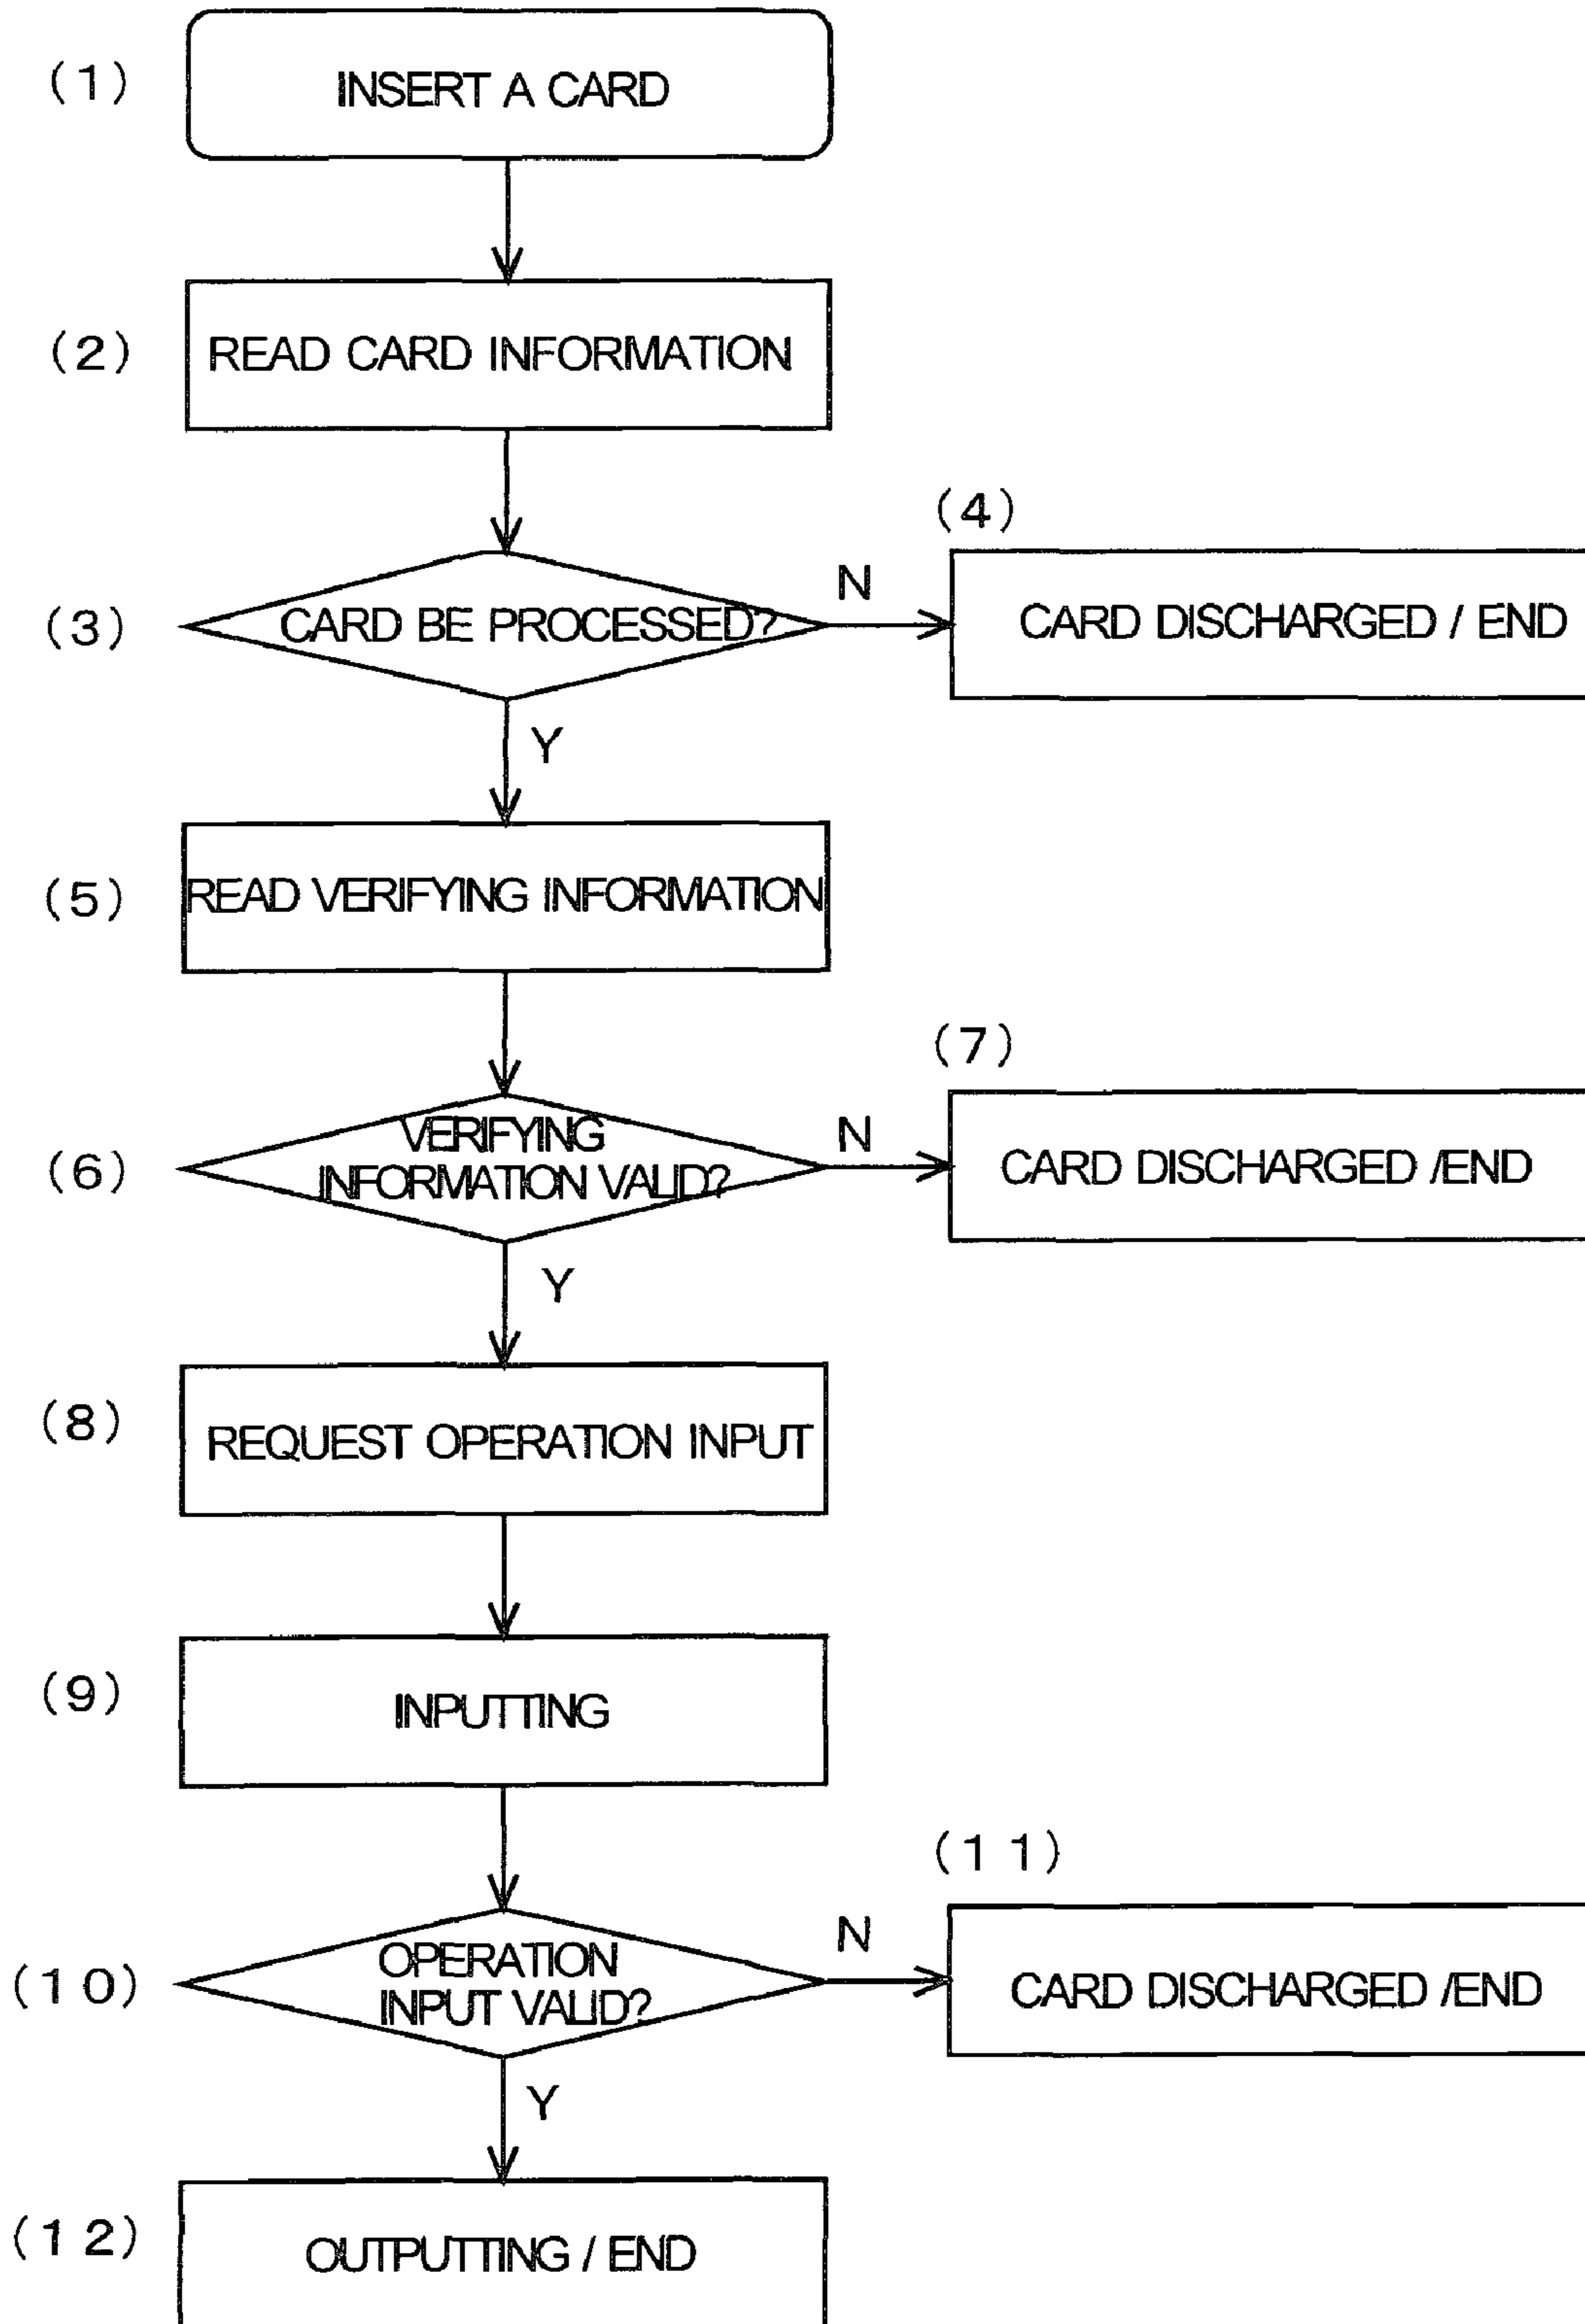 (1)
INSERT A CARD
(2)
READ CARD INFORMATION
(3)
CARD BE PROCESSED?
N
(4)
CARD DISCHARGED / END
Y
(5)
READ VERIFYING INFORMATION
(6)
VERIFYING
INFORMATION VALID?
N
(7)
CARD DISCHARGED /END
Y
(8)
REQUEST OPERATION INPUT
(9)
INPUTTING
(10)
OPERATION
INPUT VALID?
N
(11)
CARD DISCHARGED /END
Y
(12)
OUTPUTTING / END